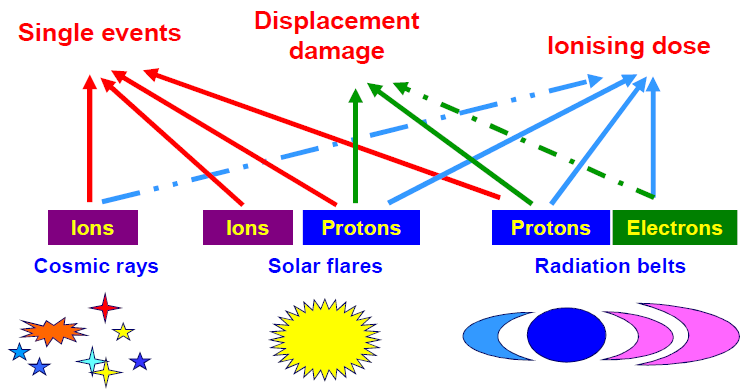 Single events
Displacement
damage
Ionising dose
Ions
Ions
Protons
Protons
Electrons
Cosmic rays
Solar flares
Radiation belts